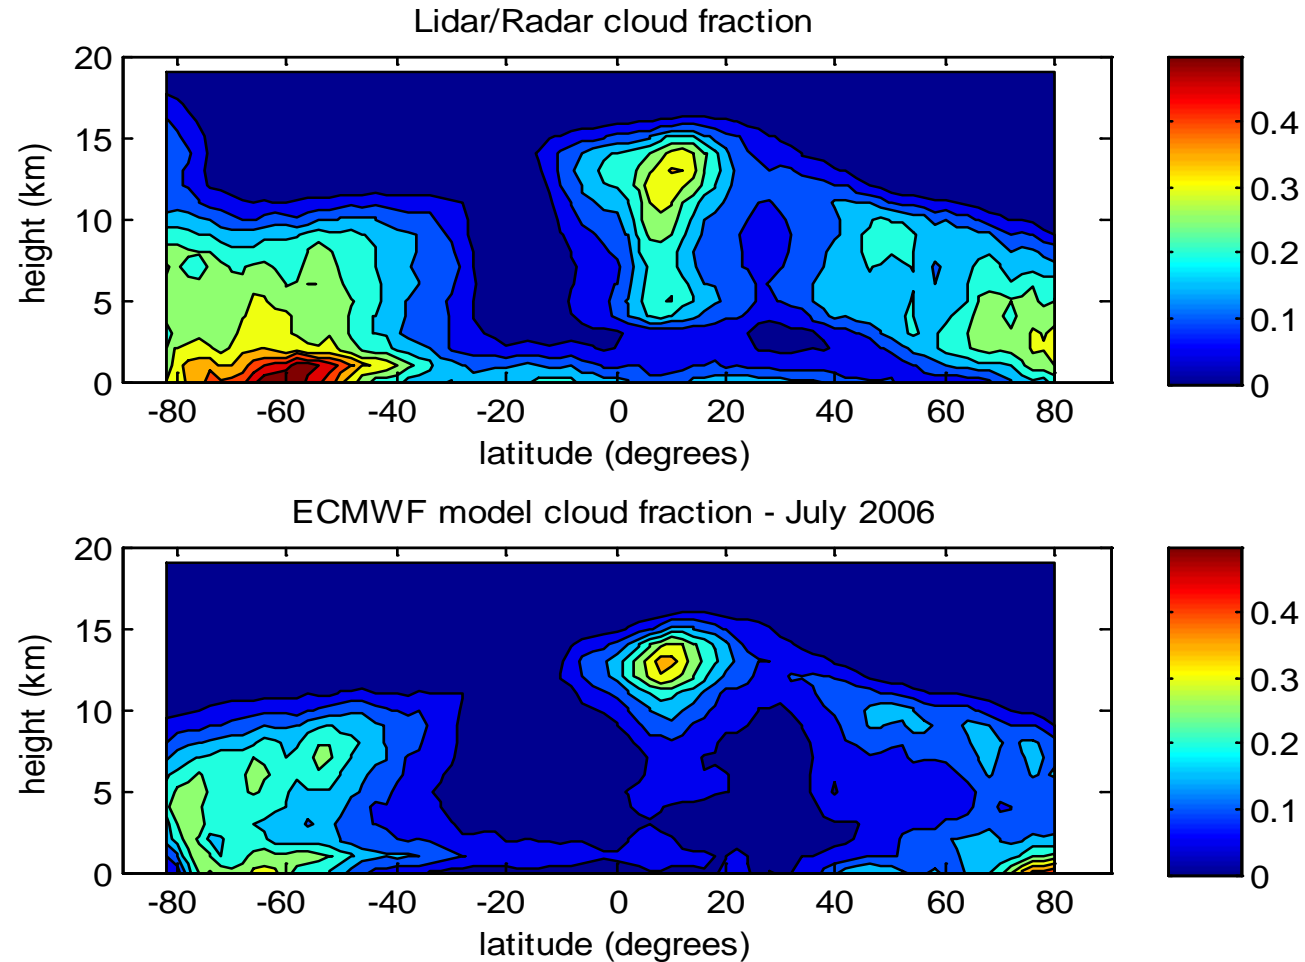 Lidar/Radar cloud fraction
20
15
10
5
0
height (km)
-80 -60 -40 -20 0 20 40 60 80
latitude (degrees)
0.4
0.3
0.2
0.1
0
ECMWF model cloud fraction - July 2006
20
15
10
5
0
height (km)
-80 -60 -40 -20 0 20 40 60 80
latitude (degrees)
0.4
0.3
0.2
0.1
0